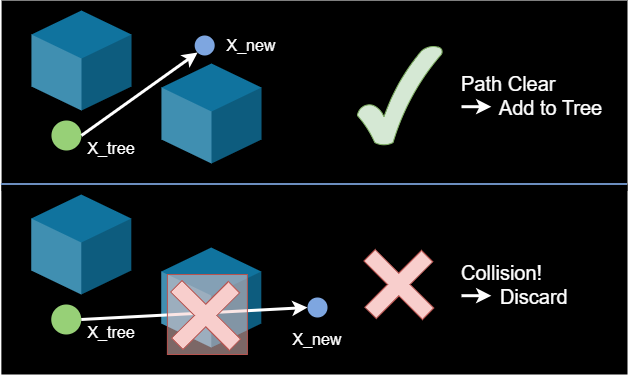 X_new
X_tree
Path Clear
→ Add to Tree
X_tree
X_new
Collision!
→ Discard